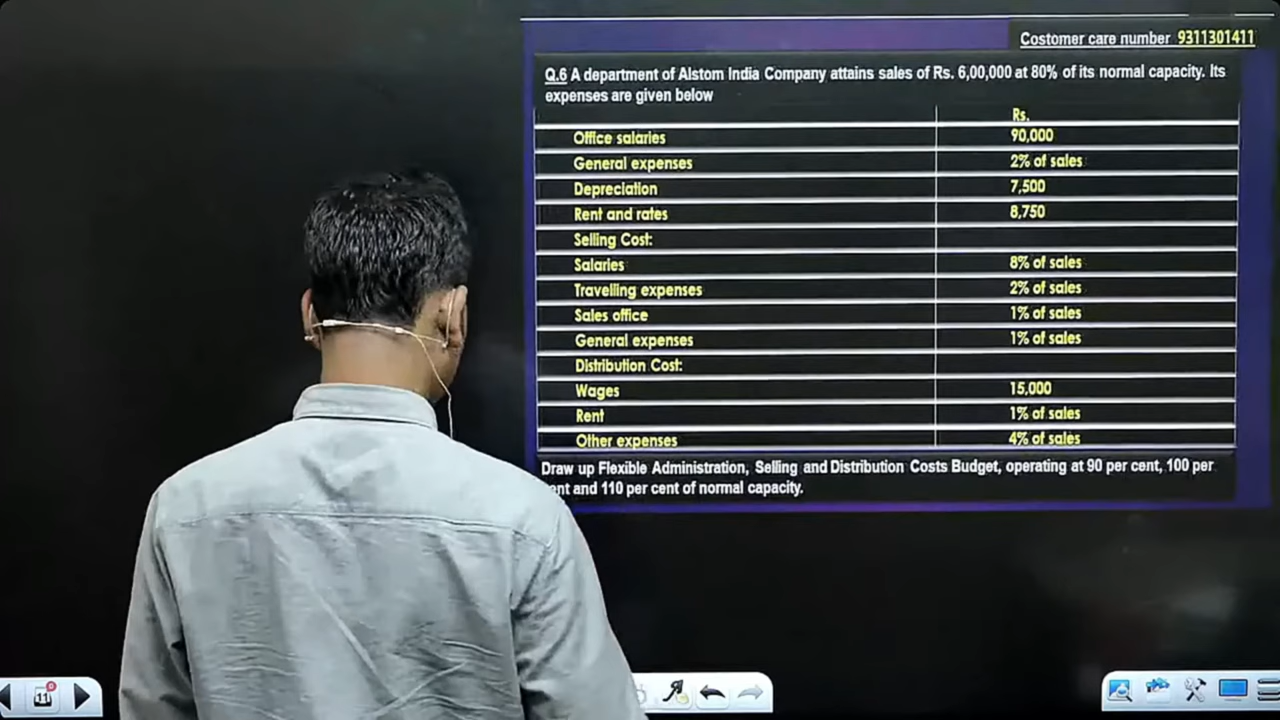 Costomer care number 9311301411
Q.6 A department of Alstom India Company attains sales of Rs. 6,00,000 at 80% of its normal capacity. Its
expenses are given below
Rs.
Office salaries 90,000
General expenses 2% of sales
Depreciation 7,500
Rent and rates 8,750
Selling Cost:
Salaries 8% of sales
Travelling expenses 2% of sales
Sales office 1% of sales
General expenses 1% of sales
Distribution Cost:
Wages 15,000
Rent 1% of sales
Other expenses 4% of sales
Draw up Flexible Administration, Selling and Distribution Costs Budget, operating at 90 per cent, 100 per
and 110 per cent of normal capacity.
11